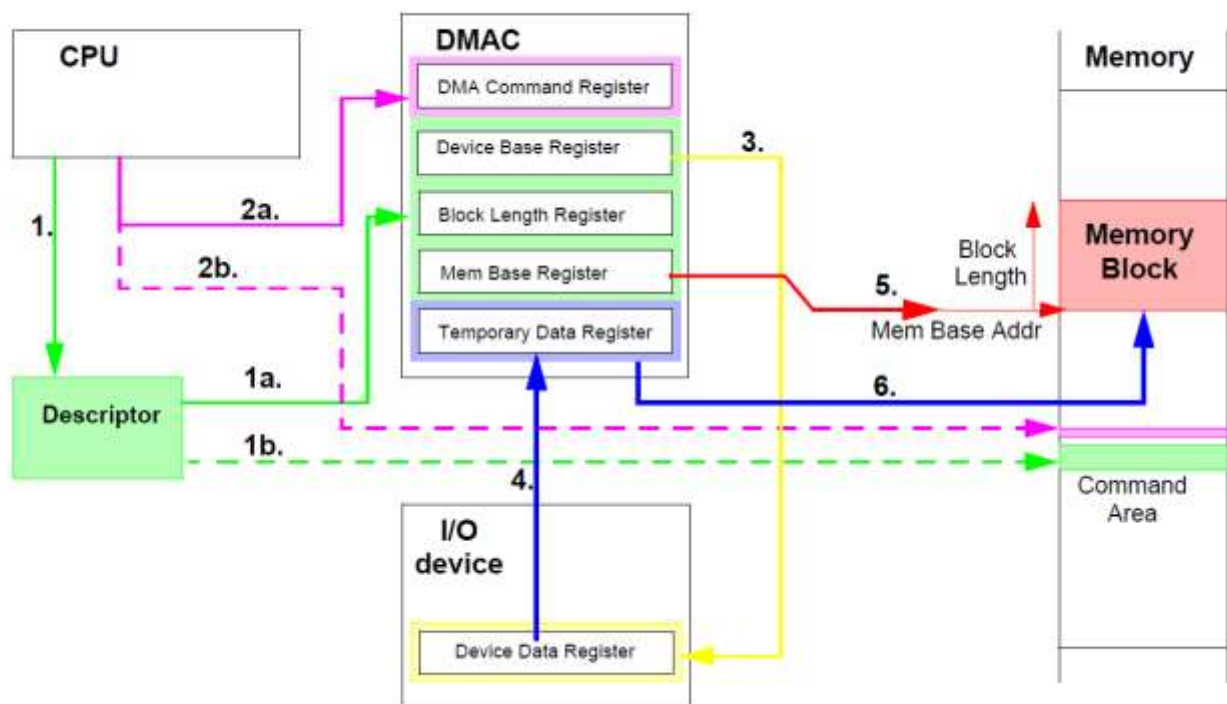 CPU
DMAC
Memory
DMA Command Register
Device Base Register
3.
2a.
1.
Block Length Register
Block
Length
Memory
Block
2b.
Mem Base Register
5.
Temporary Data Register
Mem Base Addr
1a.
6.
Descriptor
1b.
4.
Command
Area
I/O
device
Device Data Register